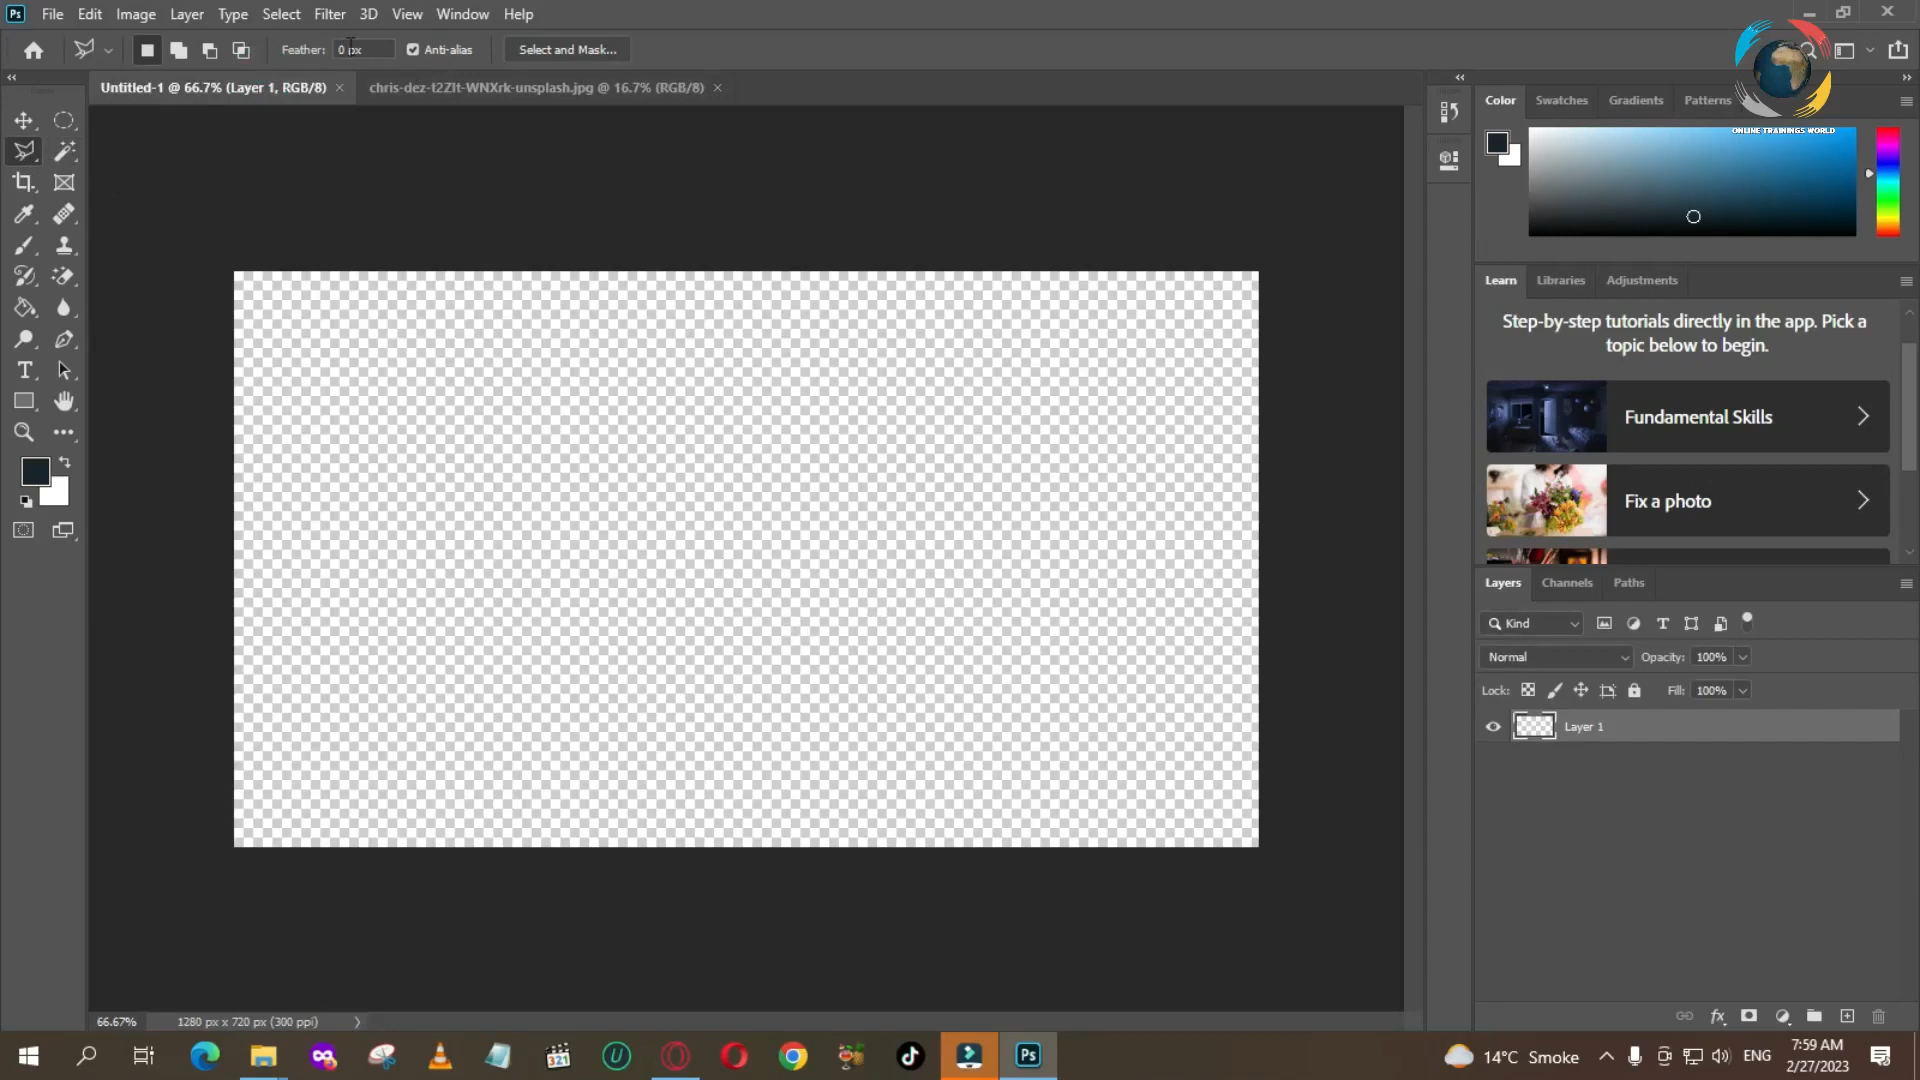 Ps File Edit Image Layer Type Select Filter 3D View Window Help
Feather: 0 px Anti-alias Select and Mask...
Untitled-1 @ 66.7% (Layer 1, RGB/8) × chris-dez-t2ZIt-WNXrk-unsplash.jpg @ 16.7% (RGB/8) ×
Color Swatches Gradients Patterns
ONLINE TRAININGS WORLD
Learn Libraries Adjustments
Step-by-step tutorials directly in the app. Pick a
topic below to begin.
Fundamental Skills
Fix a photo
Layers Channels Paths
Kind
Normal Opacity: 100%
Lock: Fill: 100%
Layer 1
66.67% 1280 px x 720 px (300 ppi)
321
U
Ps
14°C Smoke ENG
7:59 AM
2/27/2023